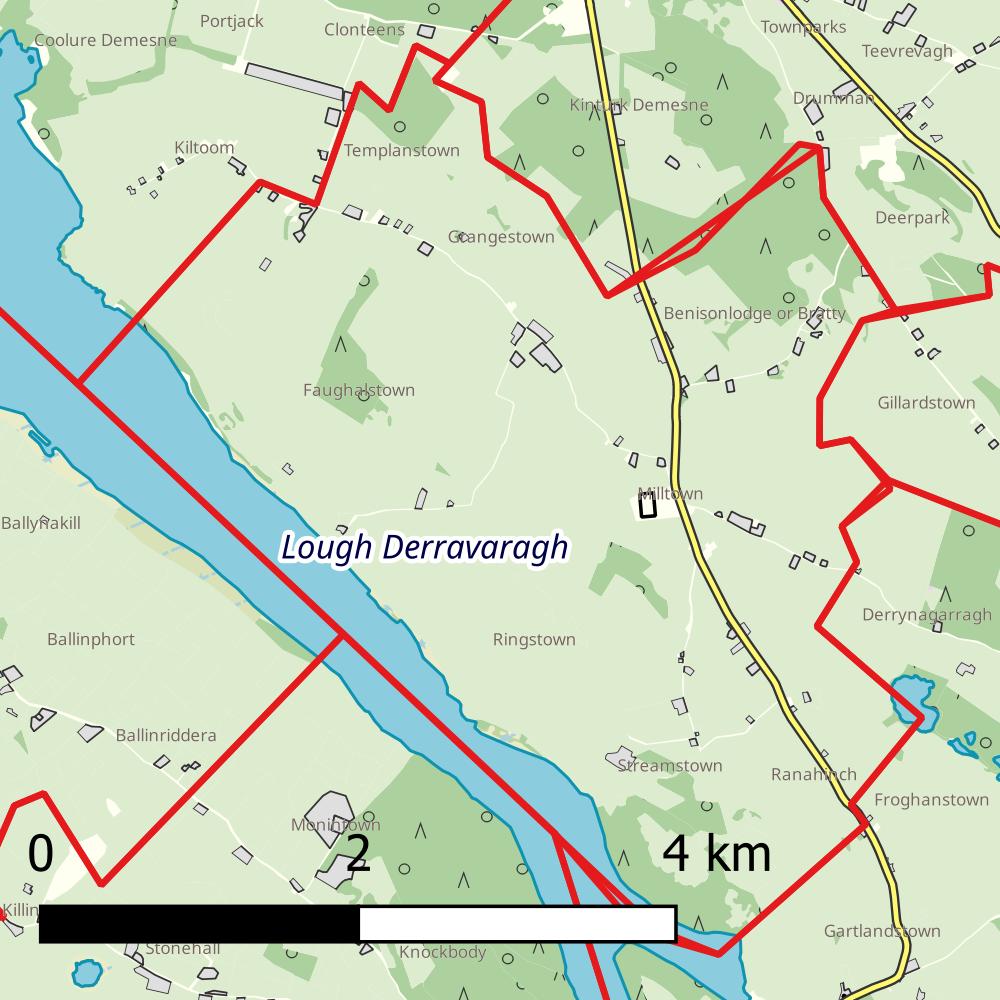 Portjack
Clonteens
Townparks
Coolure Demesne
Teevrevagh
Kinturk Demesne
Drumman
Kiltoom
Templanstown
Deerpark
Grangestown
Benisonlodge or Bratty
Faughalstown
Gillardstown
Milltown
Ballynakill
Lough Derravaragh
Derrynagarragh
Ballinphort
Ringstown
Ballinriddera
Streamstown
Ranahinch
Froghanstown
Monintown
0 2 4 km
Killin
Gartlandstown
Stonehall
Knockbody